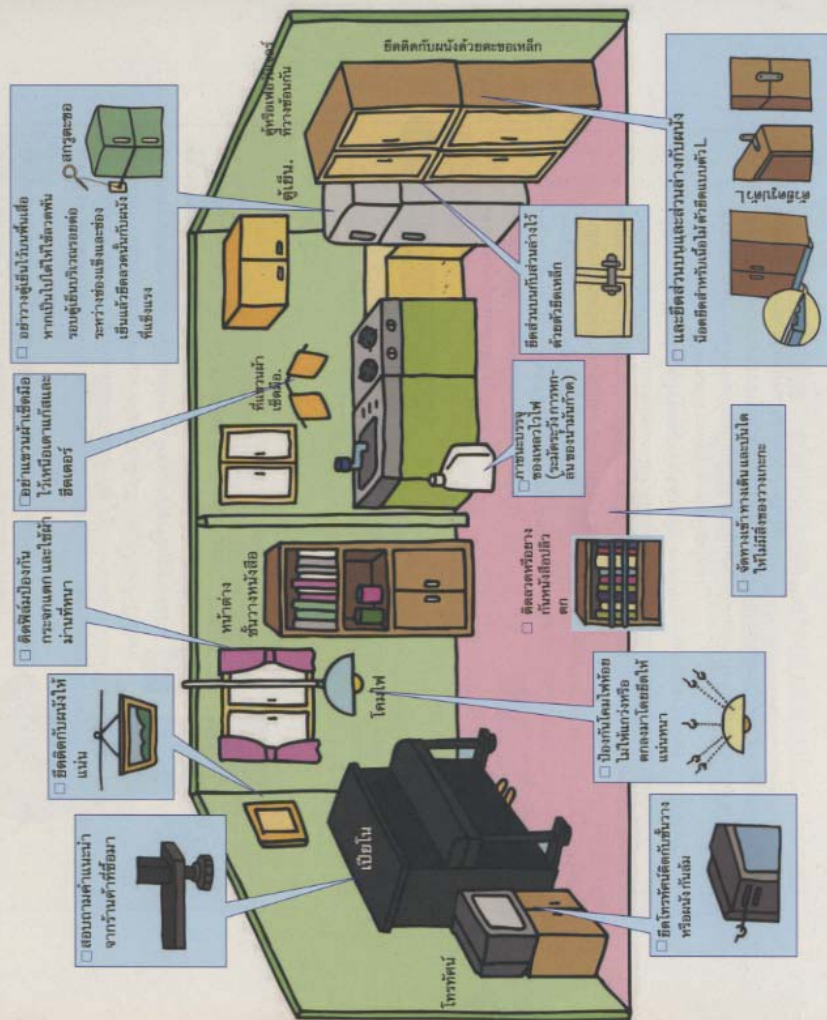 สอบถามคำแนะนำ
จากร้านค้าที่ซื้อมา
ยึดติดกับผนังให้
แน่น
ติดฟิล์มป้องกัน
กระจกแตก และใช้ผ้า
ม่านที่หนา
อย่าแขวนผ้าเช็ดมือ
ไว้เหนือเตาแก๊สและ
ฮีตเตอร์
อย่าวางตู้เย็นไว้บนพื้นเสื่อ
หากเป็นไปได้ให้ใช้ลวดพัน
รอบตู้เย็นบริเวณรอยต่อ
ระหว่างช่องแข็งและช่อง
เย็นแล้วยึดลวดนั้นกับผนัง
ที่แข็งแรง
สกรูตะขอ
โทรทัศน์
เปียโน
โคมไฟ
หน้าต่าง
ชั้นวางหนังสือ
ที่แขวนผ้า
เช็ดมือ.
ตู้เย็น.
ตู้หรือเฟอร์นิเจอร์
ที่วางซ้อนกัน
ยึดติดกับผนังด้วยตะขอเหล็ก
ยึดโทรทัศน์ติดกับชั้นวาง
หรือผนัง กันล้ม
ป้องกันโคมไฟห้อย
ไม่ให้แกว่งหรือ
ตกลงมาโดยยึดให้
แน่นหนา
ติดลวดหรือยาง
กันหนังสือปลิว
ตก
จัดทางเข้า ทางเดิน และบันได
ให้ไม่มีสิ่งของวางเกะกะ
ภาชนะบรรจุ
ของเหลวไวไฟ
(ระมัดระวัง การหก-
ล้น ของน้ำมันก๊าด)
ยึดส่วนบนกับส่วนล่างไว้
ด้วยตัวยึดเหล็ก
และยึดส่วนบนและส่วนล่างกับผนัง
น็อตยึดสำหรับเนื้อไม้ ตัวยึดแบบตัว L
ตัวยึดรูปตัว L